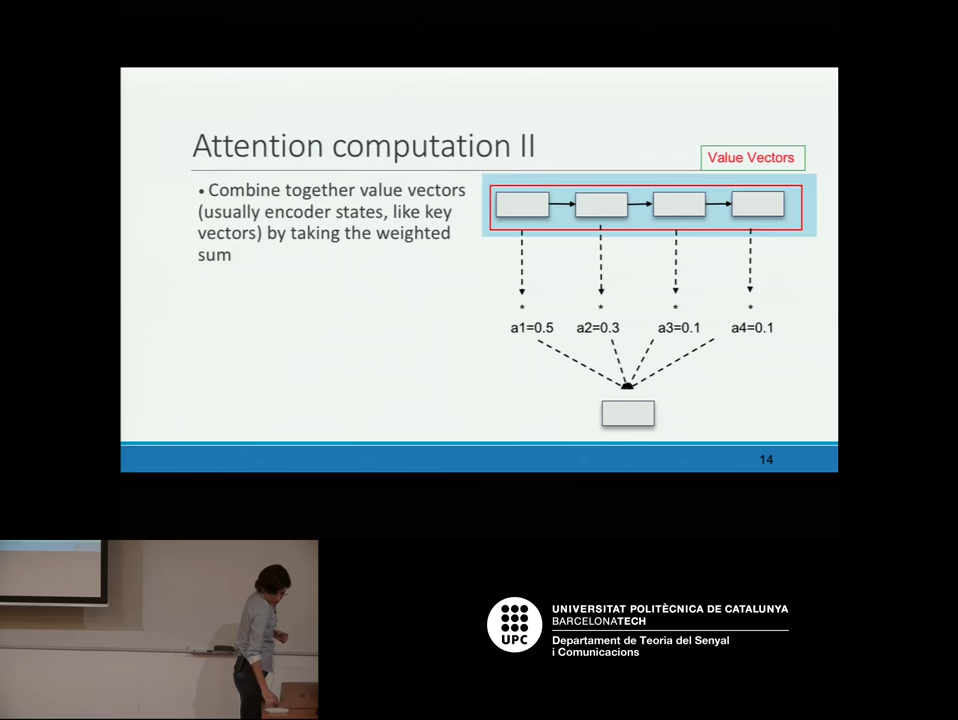 Attention computation II
Value Vectors
• Combine together value vectors
(usually encoder states, like key
vectors) by taking the weighted
sum
* * * *
a1=0.5 a2=0.3 a3=0.1 a4=0.1
14
UPC
UNIVERSITAT POLITÈCNICA DE CATALUNYA
BARCELONATECH
Departament de Teoria del Senyal
i Comunicacions